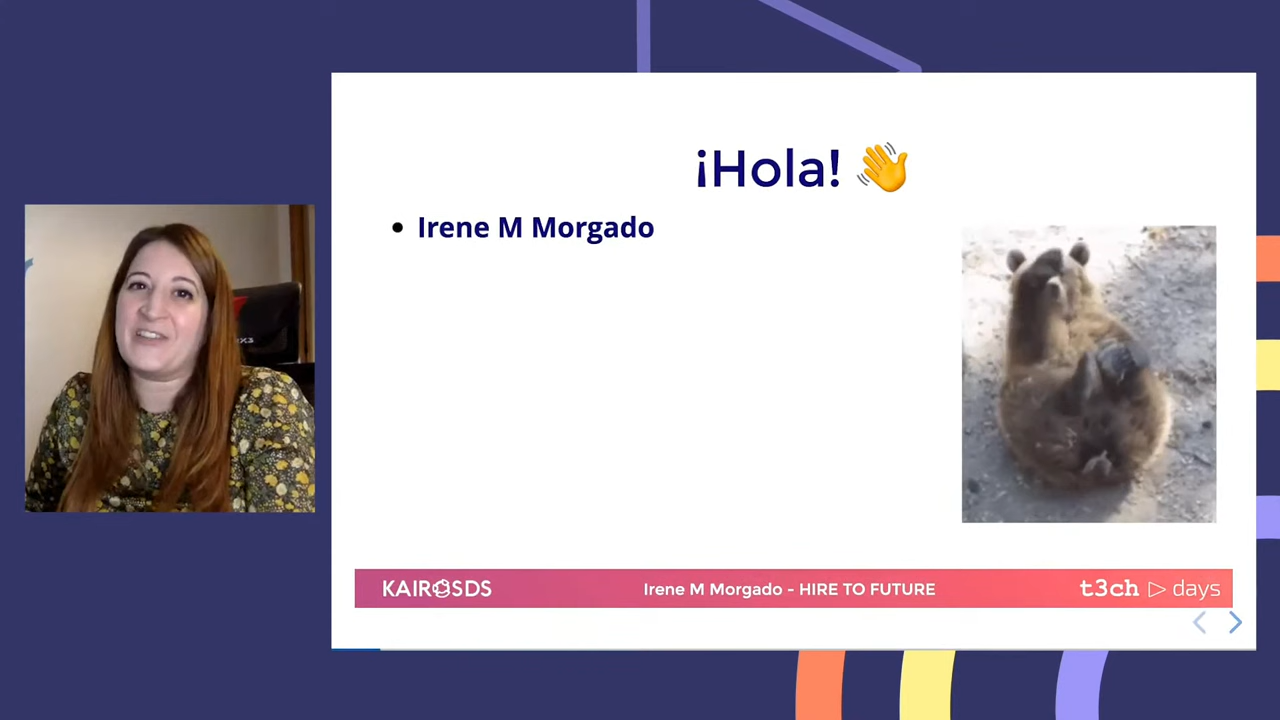 ¡Hola! 👋
• Irene M Morgado
KAIROSDS
Irene M Morgado - HIRE TO FUTURE
t3ch ▷ days